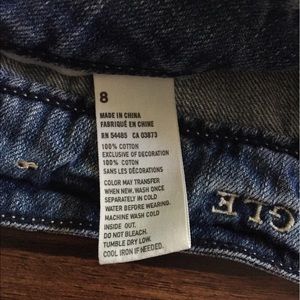 8
MADE IN CHINA
FABRIQUÉ EN CHINE
RN 54485 CA 03873
100% COTTON
EXCLUSIVE OF DECORATION
100% COTON
SANS LES DÉCORATIONS
COLOR MAY TRANSFER
WHEN NEW. WASH ONCE
SEPARATELY IN COLD
WATER BEFORE WEARING.
MACHINE WASH COLD
INSIDE OUT.
DO NOT BLEACH.
TUMBLE DRY LOW.
COOL IRON IF NEEDED.
GLE